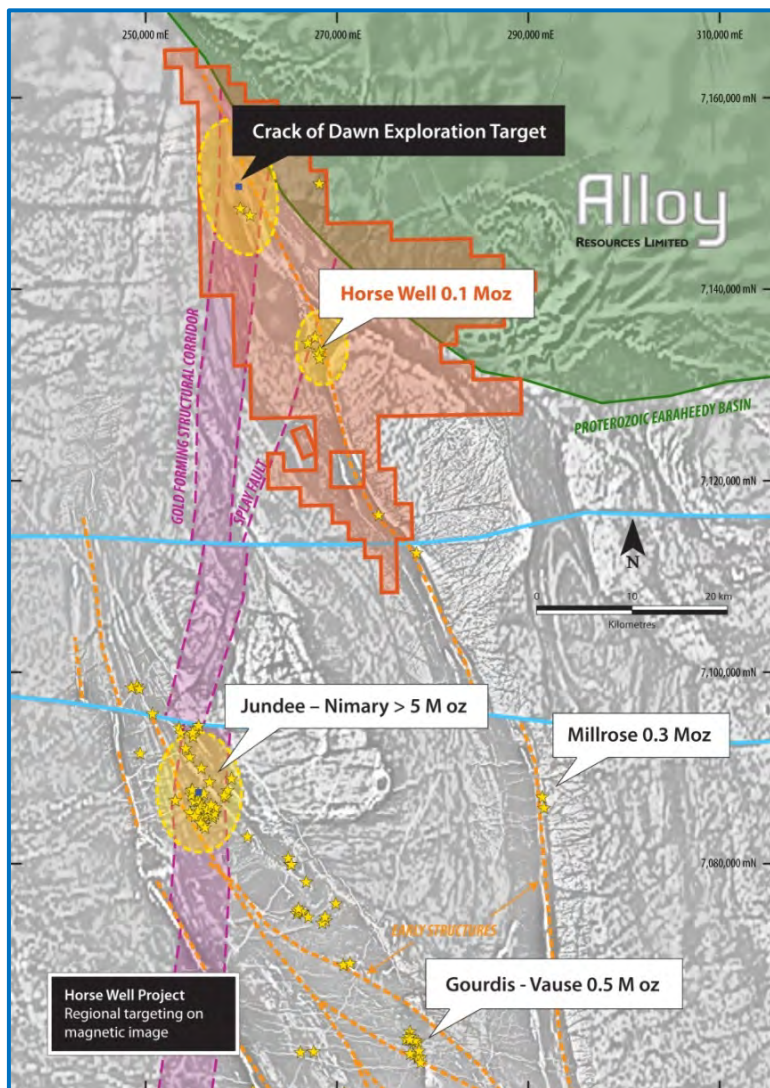 250,000 mE
270,000 mE
290,000 mE
310,000 mE
7,160,000 mN
Crack of Dawn Exploration Target
Alloy
RESOURCES LIMITED
Horse Well 0.1 Moz
7,140,000 mN
GOLD FORMING STRUCTURAL CORRIDOR
SPLAY FAULT
PROTEROZOIC EARAHEEDY BASIN
7,120,000 mN
N
0
10
20 km
Kilometres
7,100,000 mN
Jundee – Nimary > 5 M oz
Millrose 0.3 Moz
7,080,000 mN
EARLY STRUCTURES
Gourdis - Vause 0.5 M oz
Horse Well Project
Regional targeting on
magnetic image